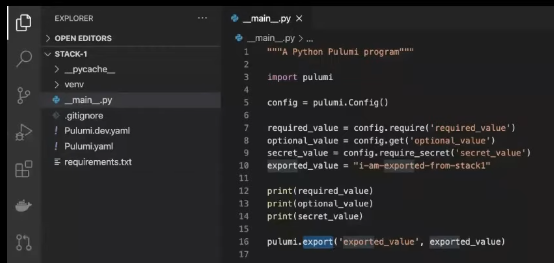 EXPLORER
...
> OPEN EDITORS
STACK-1
> __pycache__
> venv
__main__.py
.gitignore
! Pulumi.dev.yaml
! Pulumi.yaml
requirements.txt
__main__.py ×
__main__.py > ...
1 """A Python Pulumi program"""
2
3 import pulumi
4
5 config = pulumi.Config()
6
7 required_value = config.require('required_value')
8 optional_value = config.get('optional_value')
9 secret_value = config.require_secret('secret_value')
10 exported_value = "i-am-exported-from-stack1"
11
12 print(required_value)
13 print(optional_value)
14 print(secret_value)
15
16 pulumi.export('exported_value', exported_value)
17